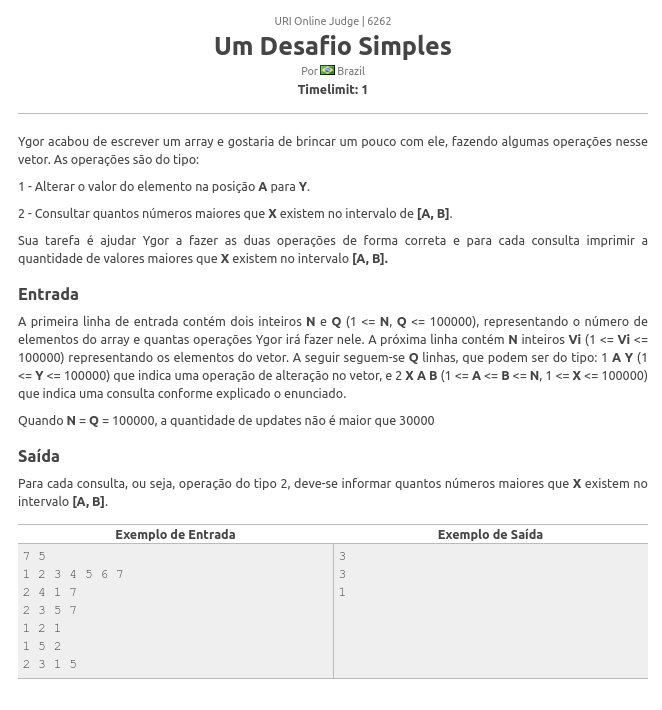 URI Online Judge | 6262
Um Desafio Simples
Por Brazil
Timelimit: 1
Ygor acabou de escrever um array e gostaria de brincar um pouco com ele, fazendo algumas operações nesse
vetor. As operações são do tipo:
1 - Alterar o valor do elemento na posição A para Y.
2 - Consultar quantos números maiores que X existem no intervalo de [A, B].
Sua tarefa é ajudar Ygor a fazer as duas operações de forma correta e para cada consulta imprimir a
quantidade de valores maiores que X existem no intervalo [A, B].
Entrada
A primeira linha de entrada contém dois inteiros N e Q (1 <= N, Q <= 100000), representando o número de
elementos do array e quantas operações Ygor irá fazer nele. A próxima linha contém N inteiros Vi (1 <= Vi <=
100000) representando os elementos do vetor. A seguir seguem-se Q linhas, que podem ser do tipo: 1 A Y (1
<= Y <= 100000) que indica uma operação de alteração no vetor, e 2 X A B (1 <= A <= B <= N, 1 <= X <= 100000)
que indica uma consulta conforme explicado o enunciado.
Quando N = Q = 100000, a quantidade de updates não é maior que 30000
Saída
Para cada consulta, ou seja, operação do tipo 2, deve-se informar quantos números maiores que X existem no
intervalo [A, B].
Exemplo de Entrada
7 5
1 2 3 4 5 6 7
2 4 1 7
2 3 5 7
1 2 1
1 5 2
2 3 1 5
Exemplo de Saída
3
3
1